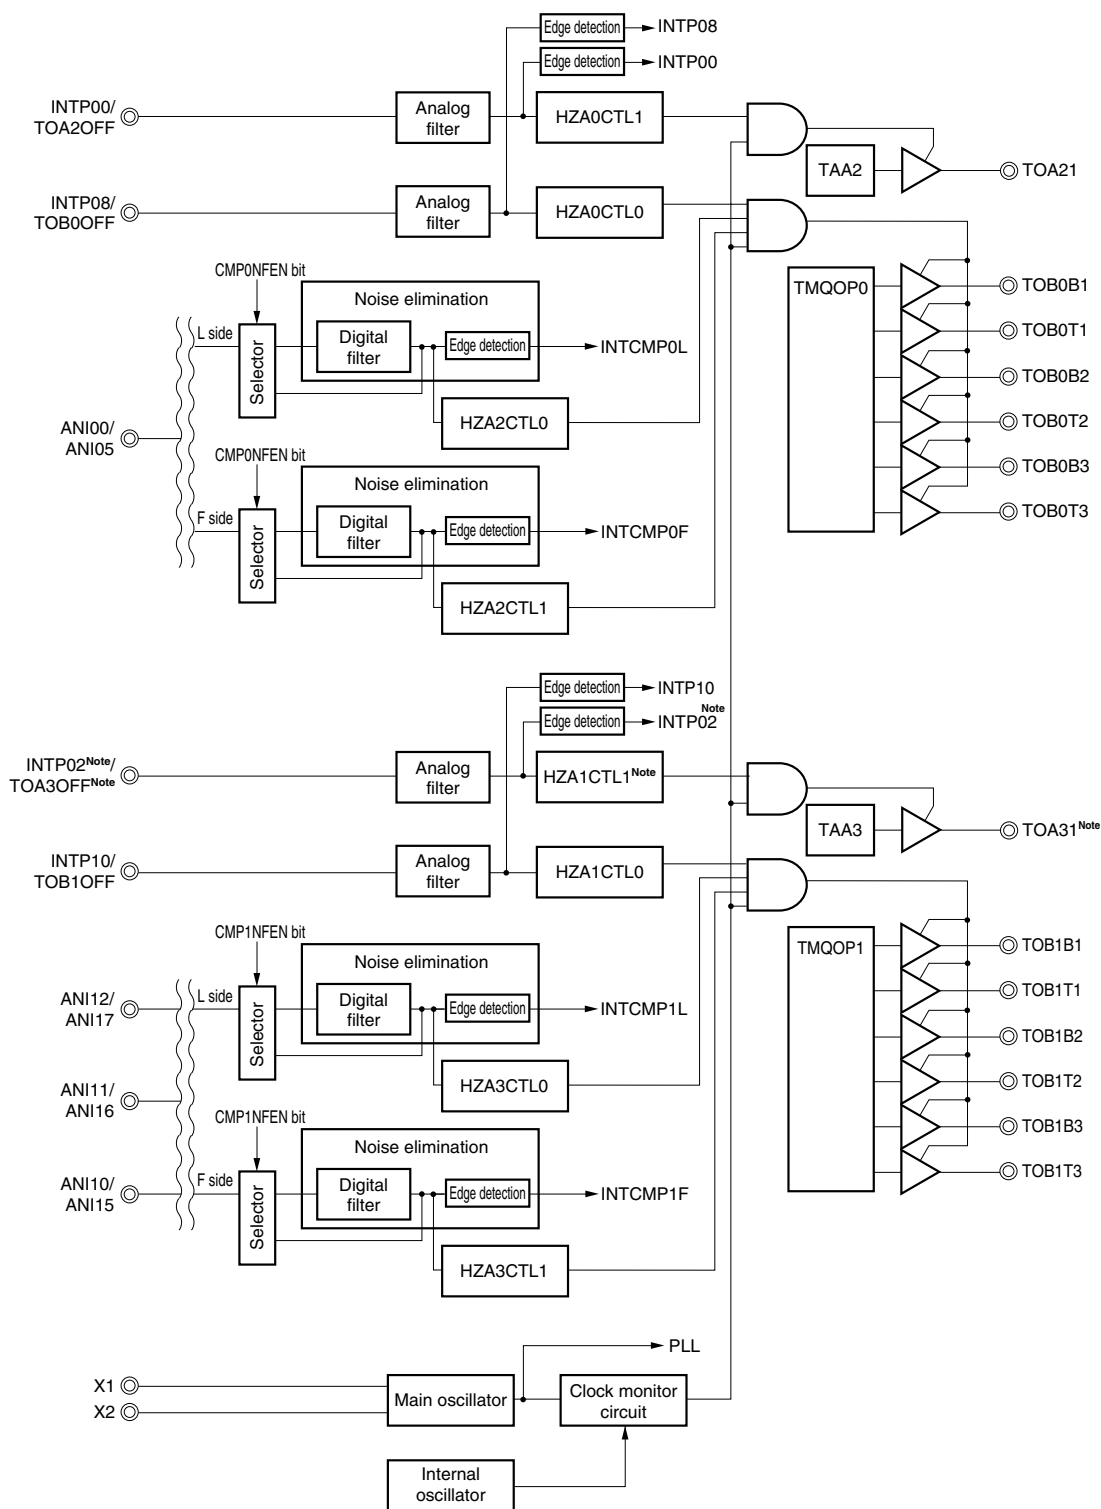 Edge detection
INTP08
Edge detection
INTP00
INTP00/
TOA2OFF
Analog
filter
HZA0CTL1
TAA2
TOA21
INTP08/
TOB0OFF
Analog
filter
HZA0CTL0
CMP0NFEN bit
Noise elimination
TMQOP0
TOB0B1
L side
Selector
Digital
filter
Edge detection
INTCMP0L
TOB0T1
TOB0B2
HZA2CTL0
TOB0T2
ANI00/
ANI05
CMP0NFEN bit
Noise elimination
TOB0B3
F side
Selector
Digital
filter
Edge detection
INTCMP0F
TOB0T3
HZA2CTL1
Edge detection
INTP10
Edge detection
INTP02Note
INTP02Note/
TOA3OFFNote
Analog
filter
HZA1CTL1Note
TAA3
TOA31Note
INTP10/
TOB1OFF
Analog
filter
HZA1CTL0
CMP1NFEN bit
Noise elimination
TMQOP1
TOB1B1
ANI12/
ANI17
L side
Selector
Digital
filter
Edge detection
INTCMP1L
TOB1T1
TOB1B2
HZA3CTL0
TOB1T2
ANI11/
ANI16
CMP1NFEN bit
Noise elimination
TOB1B3
ANI10/
ANI15
F side
Selector
Digital
filter
Edge detection
INTCMP1F
TOB1T3
HZA3CTL1
PLL
X1
X2
Main oscillator
Clock monitor
circuit
Internal
oscillator